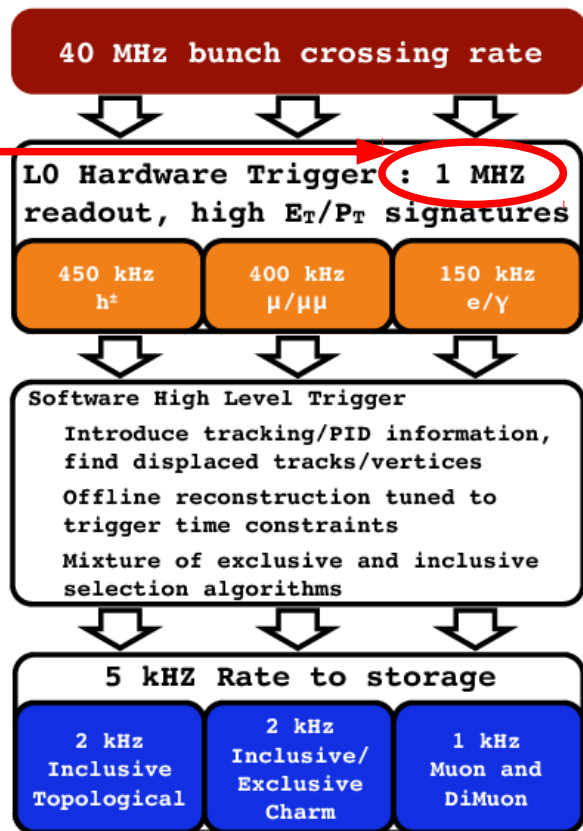 40 MHz bunch crossing rate
L0 Hardware Trigger : 1 MHZ
readout, high ET/PT signatures
450 kHz
h±
400 kHz
μ/μμ
150 kHz
e/γ
Software High Level Trigger
Introduce tracking/PID information,
find displaced tracks/vertices
Offline reconstruction tuned to
trigger time constraints
Mixture of exclusive and inclusive
selection algorithms
5 kHZ Rate to storage
2 kHz
Inclusive
Topological
2 kHz
Inclusive/
Exclusive
Charm
1 kHz
Muon and
DiMuon